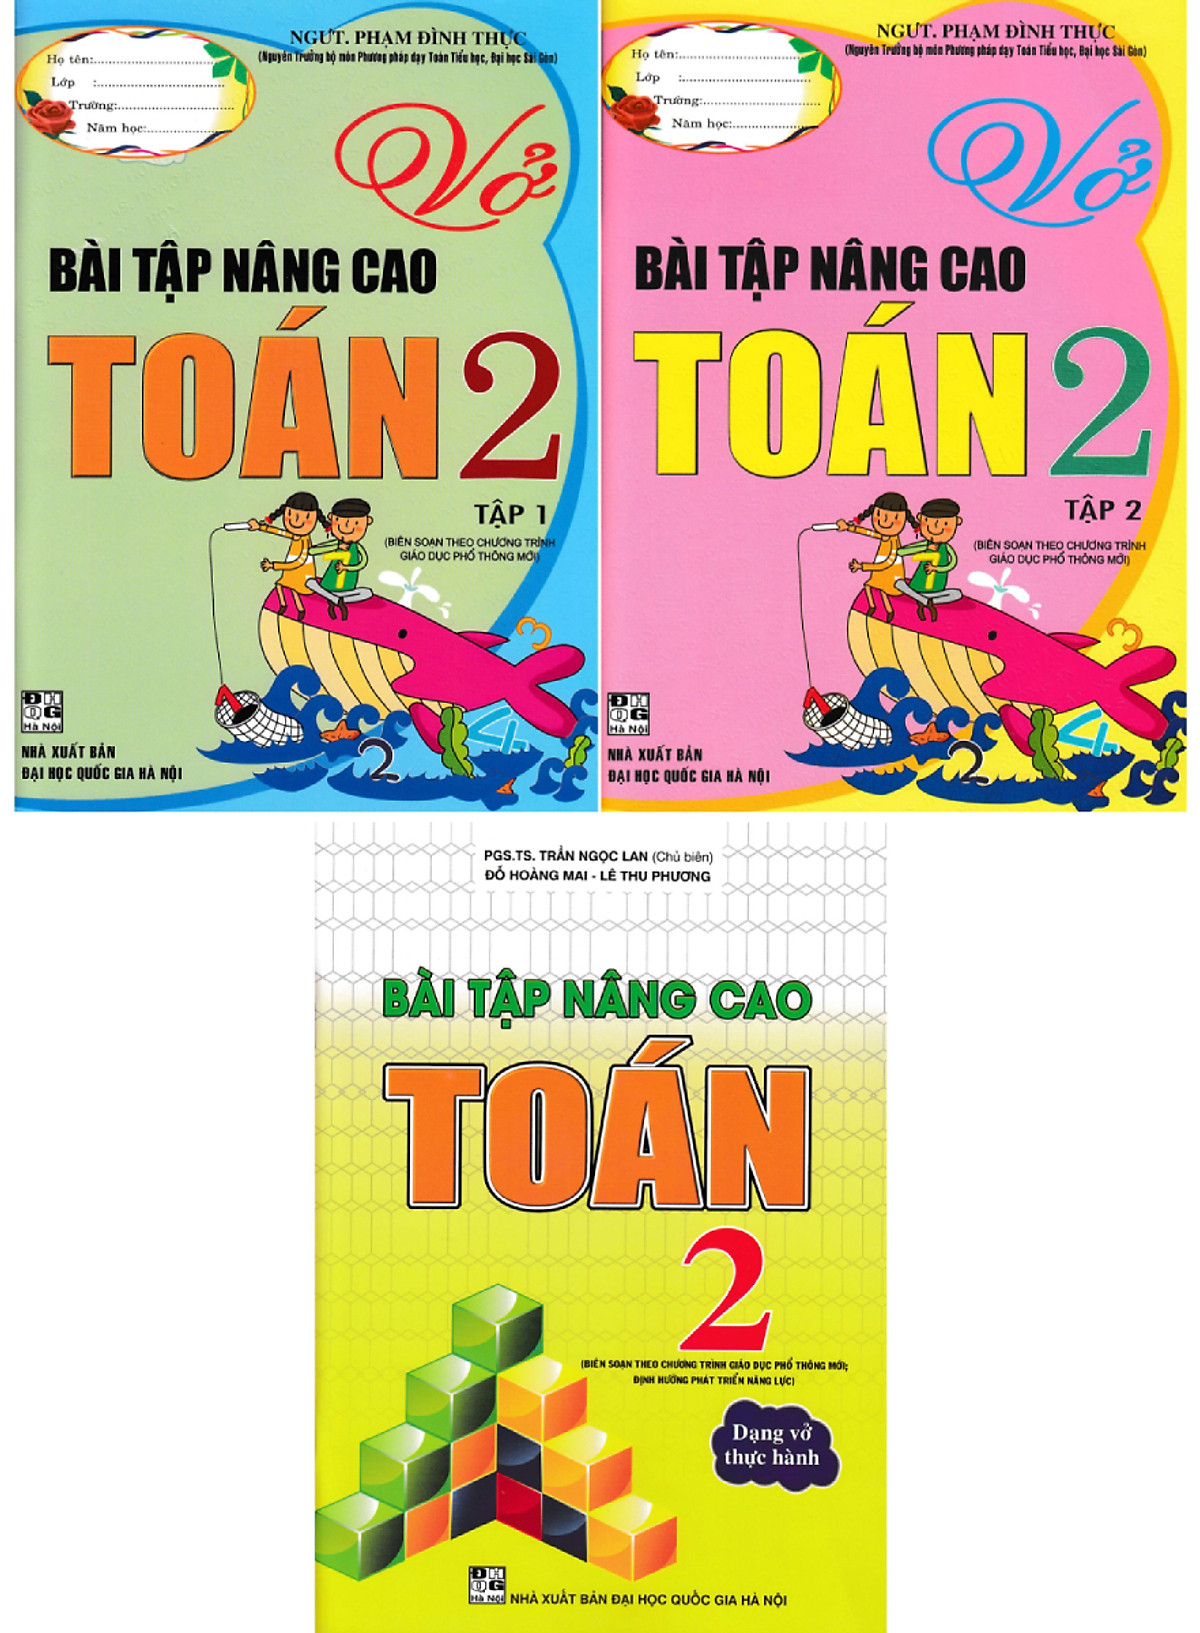 NGƯT. PHẠM ĐÌNH THỰC
(Nguyên Trưởng bộ môn Phương pháp dạy Toán Tiểu học, Đại học Sài Gòn)
Họ tên:
Lớp :
Trường:
Năm học:
Vở
BÀI TẬP NÂNG CAO
TOÁN 2
TẬP 1
(BIÊN SOẠN THEO CHƯƠNG TRÌNH
GIÁO DỤC PHỔ THÔNG MỚI)
1
2
3
4
ĐH
QG
Hà Nội
NHÀ XUẤT BẢN
ĐẠI HỌC QUỐC GIA HÀ NỘI
NGƯT. PHẠM ĐÌNH THỰC
(Nguyên Trưởng bộ môn Phương pháp dạy Toán Tiểu học, Đại học Sài Gòn)
Họ tên:
Lớp :
Trường:
Năm học:
Vở
BÀI TẬP NÂNG CAO
TOÁN 2
TẬP 2
(BIÊN SOẠN THEO CHƯƠNG TRÌNH
GIÁO DỤC PHỔ THÔNG MỚI)
1
2
3
4
ĐH
QG
Hà Nội
NHÀ XUẤT BẢN
ĐẠI HỌC QUỐC GIA HÀ NỘI
PGS.TS. TRẦN NGỌC LAN (Chủ biên)
ĐỖ HOÀNG MAI - LÊ THU PHƯƠNG
BÀI TẬP NÂNG CAO
TOÁN
2
(BIÊN SOẠN THEO CHƯƠNG TRÌNH GIÁO DỤC PHỔ THÔNG MỚI;
ĐỊNH HƯỚNG PHÁT TRIỂN NĂNG LỰC)
Dạng vở
thực hành
ĐH
QG
Hà Nội
NHÀ XUẤT BẢN ĐẠI HỌC QUỐC GIA HÀ NỘI